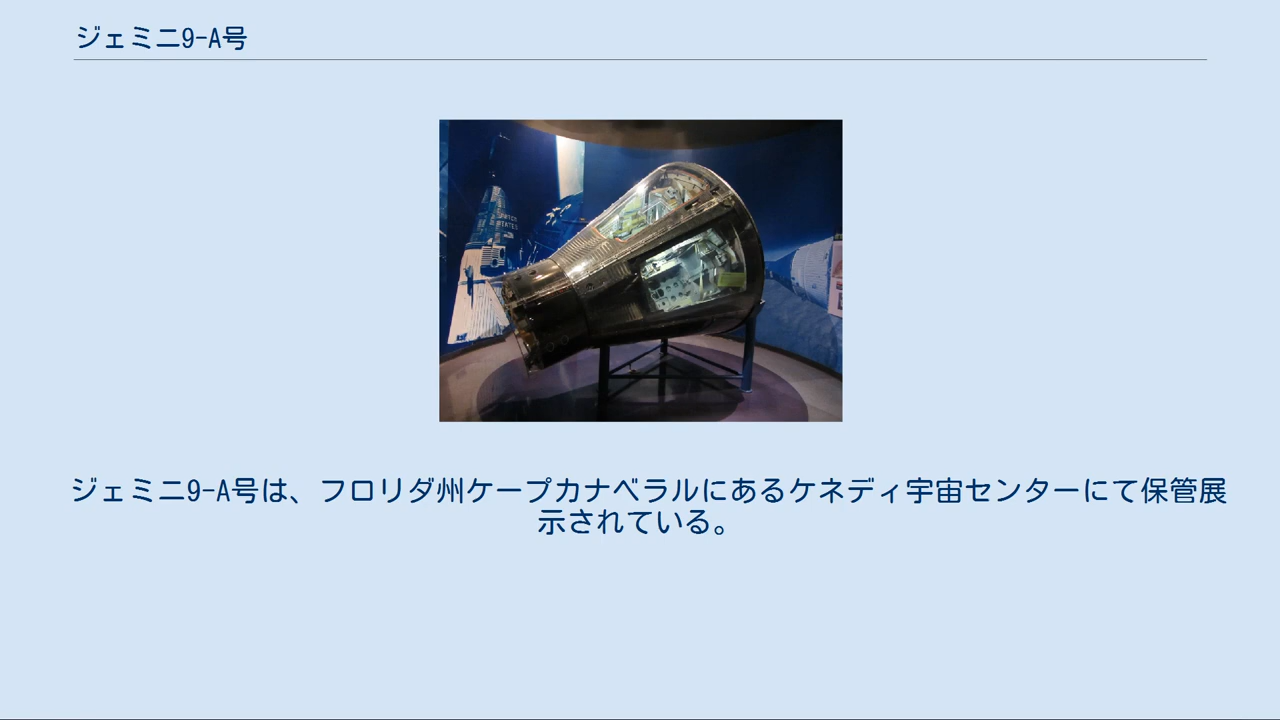 ジェミニ9-A号
UNITED
STATES
ジェミニ9-A号は、フロリダ州ケープカナベラルにあるケネディ宇宙センターにて保管展
示されている。